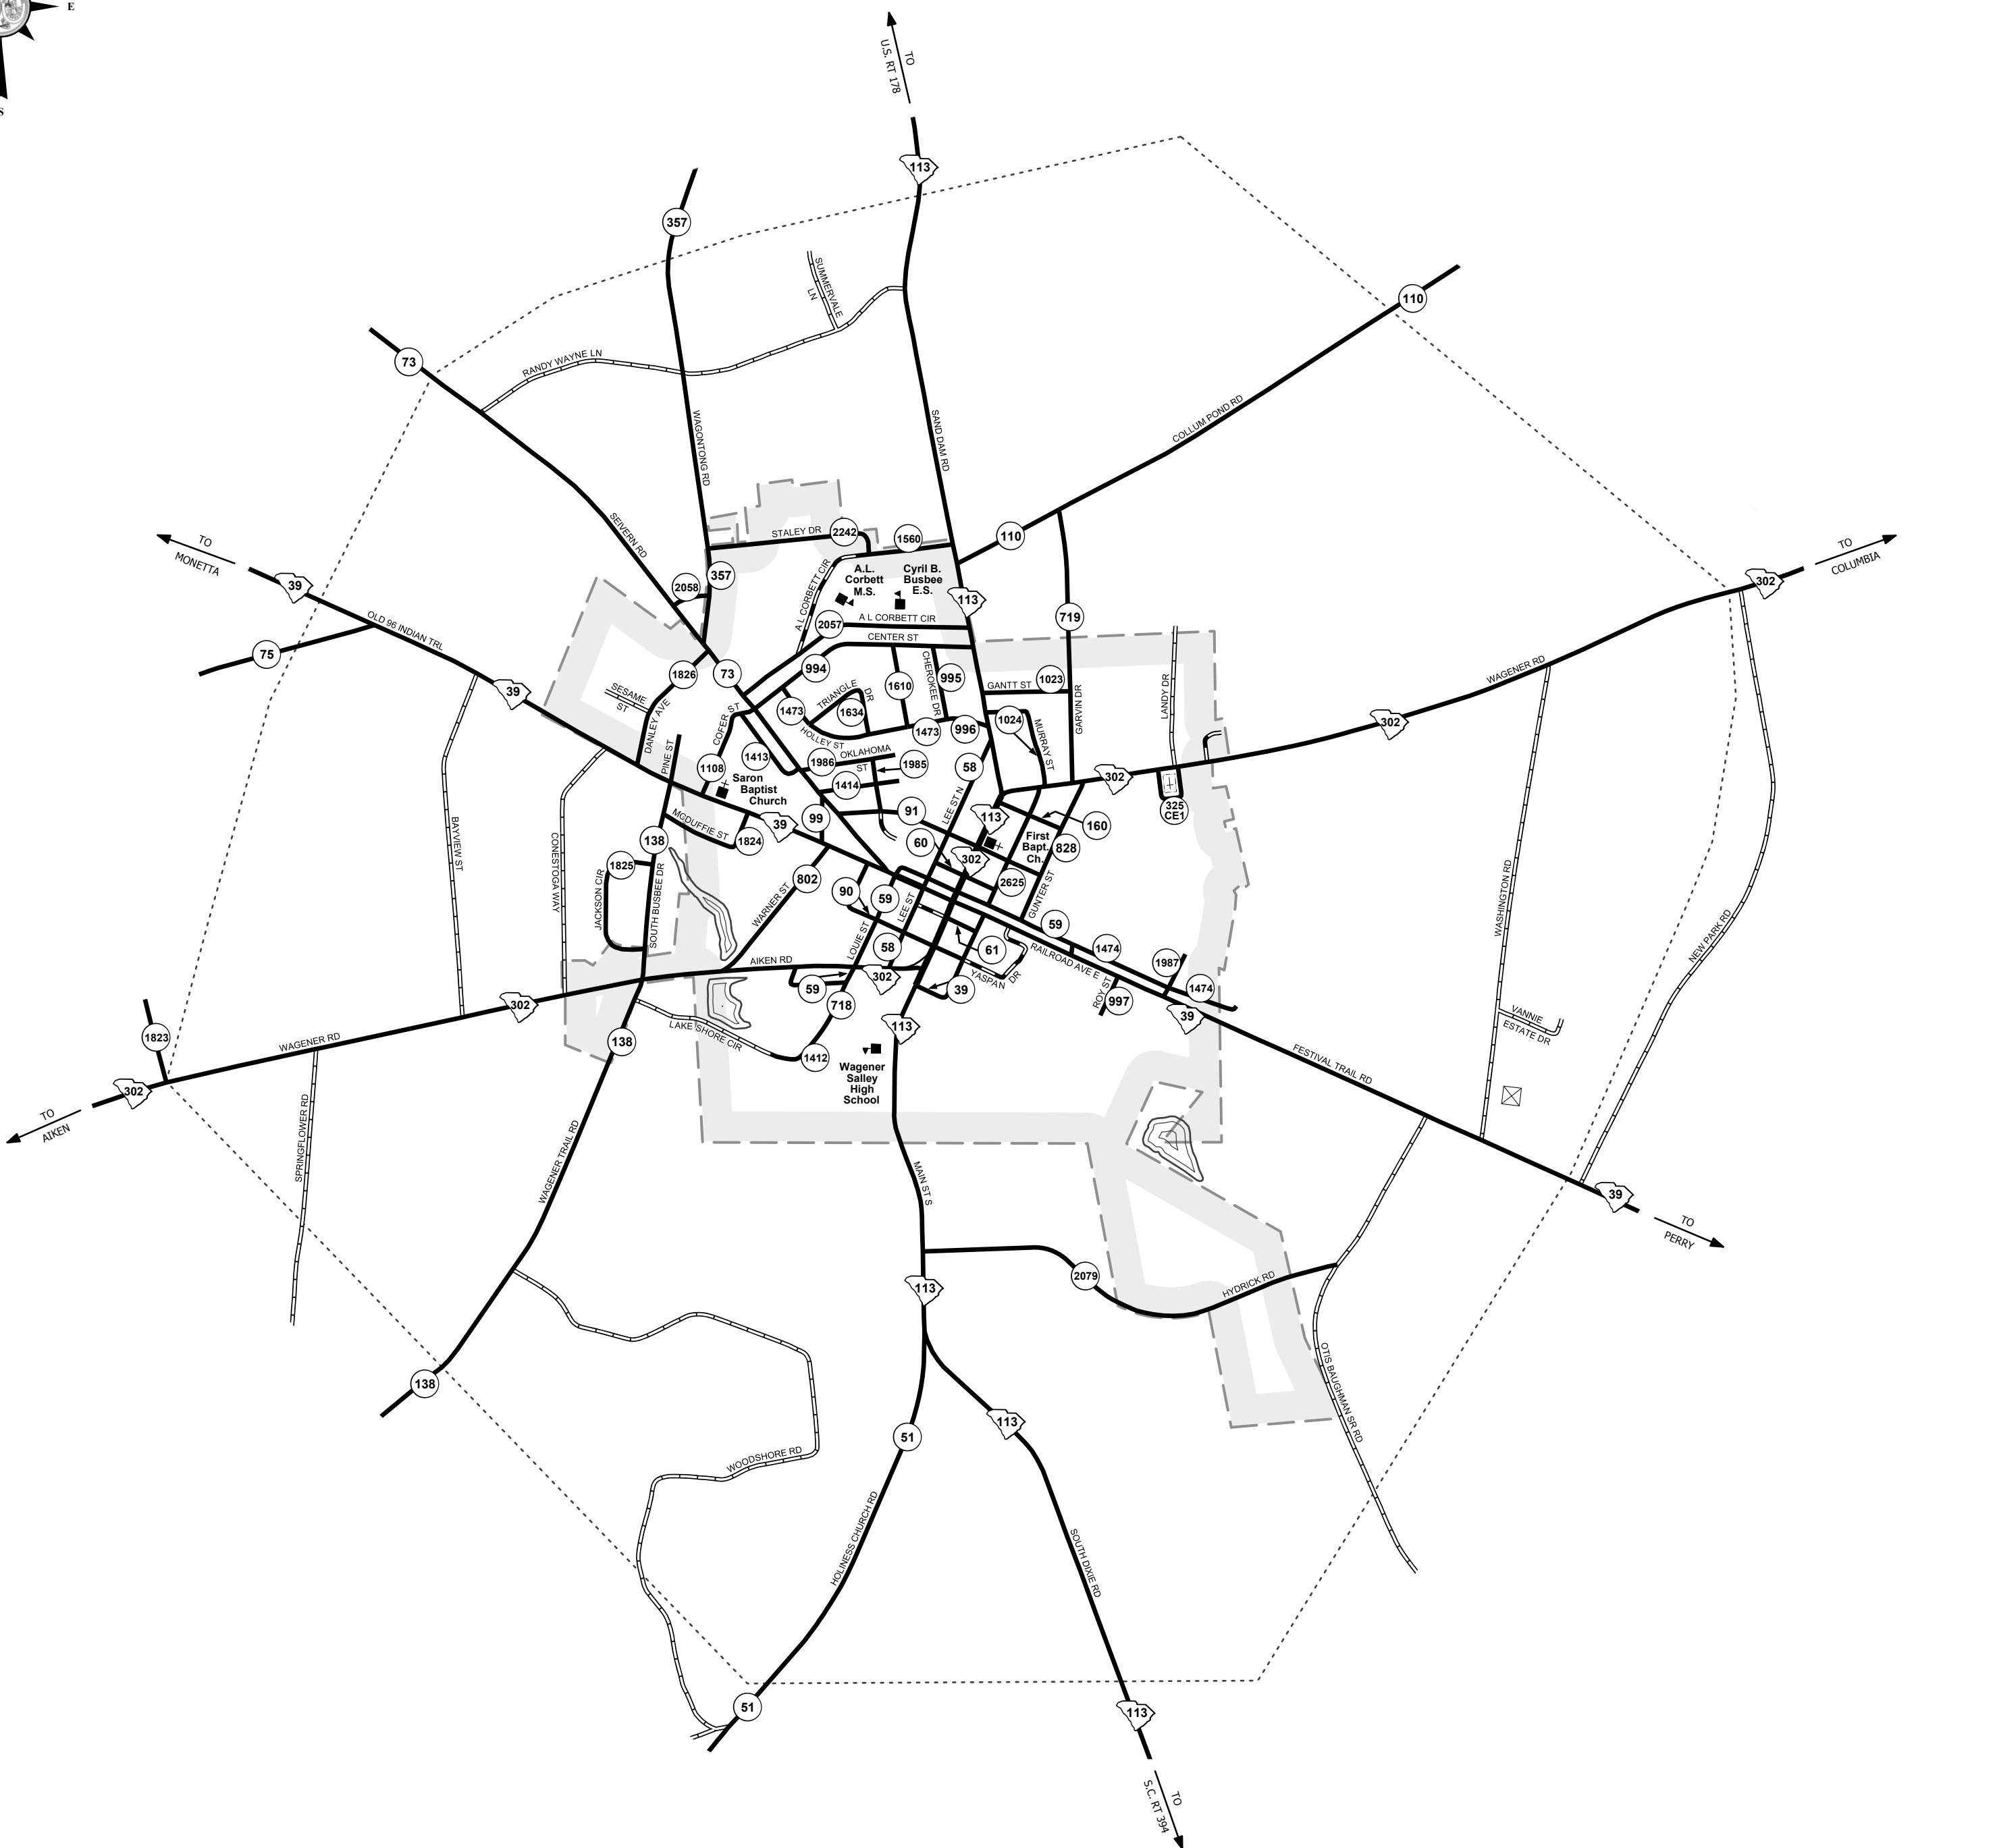 E
S
TO
U.S. RT 178
113
357
SUMMERVALE
LN
110
RANDY WAYNE LN
73
WAGONTONG RD
SAND DAM RD
COLLUM POND RD
SEIVERN RD
STALEY DR
2242
1560
110
TO
MONETTA
39
TO
COLUMBIA
302
2058
357
A L CORBETT CIR
A.L.
Corbett
M.S.
Cyril B.
Busbee
E.S.
113
719
OLD 96 INDIAN TRL
75
2057
A L CORBETT CIR
CENTER ST
39
1826
73
994
1610
CHEROKEE DR
995
GANTT ST
1023
GARVIN DR
LANDY DR
WAGENER RD
302
SESAME
ST
DANLEY AVE
COFER ST
1473
TRIANGLE
DR
1634
HOLLEY ST
1473
996
1024
MURRAY ST
PINE ST
1108
1413
1986
OKLAHOMA
ST
1985
58
302
Saron
Baptist
Church
1414
LEE ST N
325
CE1
BAYVIEW ST
CONESTOGA WAY
MCDUFFIE ST
1824
39
99
91
113
160
138
60
302
First
Bapt.
Ch.
828
1825
JACKSON CIR
SOUTH BUSBEE DR
802
WARNER ST
90
59
LEE ST
2625
GUNTER ST
59
WASHINGTON RD
NEW PARK RD
LOUIE ST
58
61
RAILROAD AVE E
1474
1987
AIKEN RD
302
59
YASPAN
DR
39
ROY ST
997
1474
39
302
718
113
1823
WAGENER RD
138
LAKE SHORE CIR
1412
VANNIE
ESTATE DR
302
TO
AIKEN
Wagener
Salley
High
School
FESTIVAL TRAIL RD
SPRINGFLOWER RD
WAGENER TRAIL RD
MAIN ST S
39
TO
PERRY
113
2079
HYDRICK RD
138
OTIS BAUGHMAN SR RD
51
113
WOODSHORE RD
HOLINESS CHURCH RD
SOUTH DIXIE RD
51
113
TO
S.C. RT 394